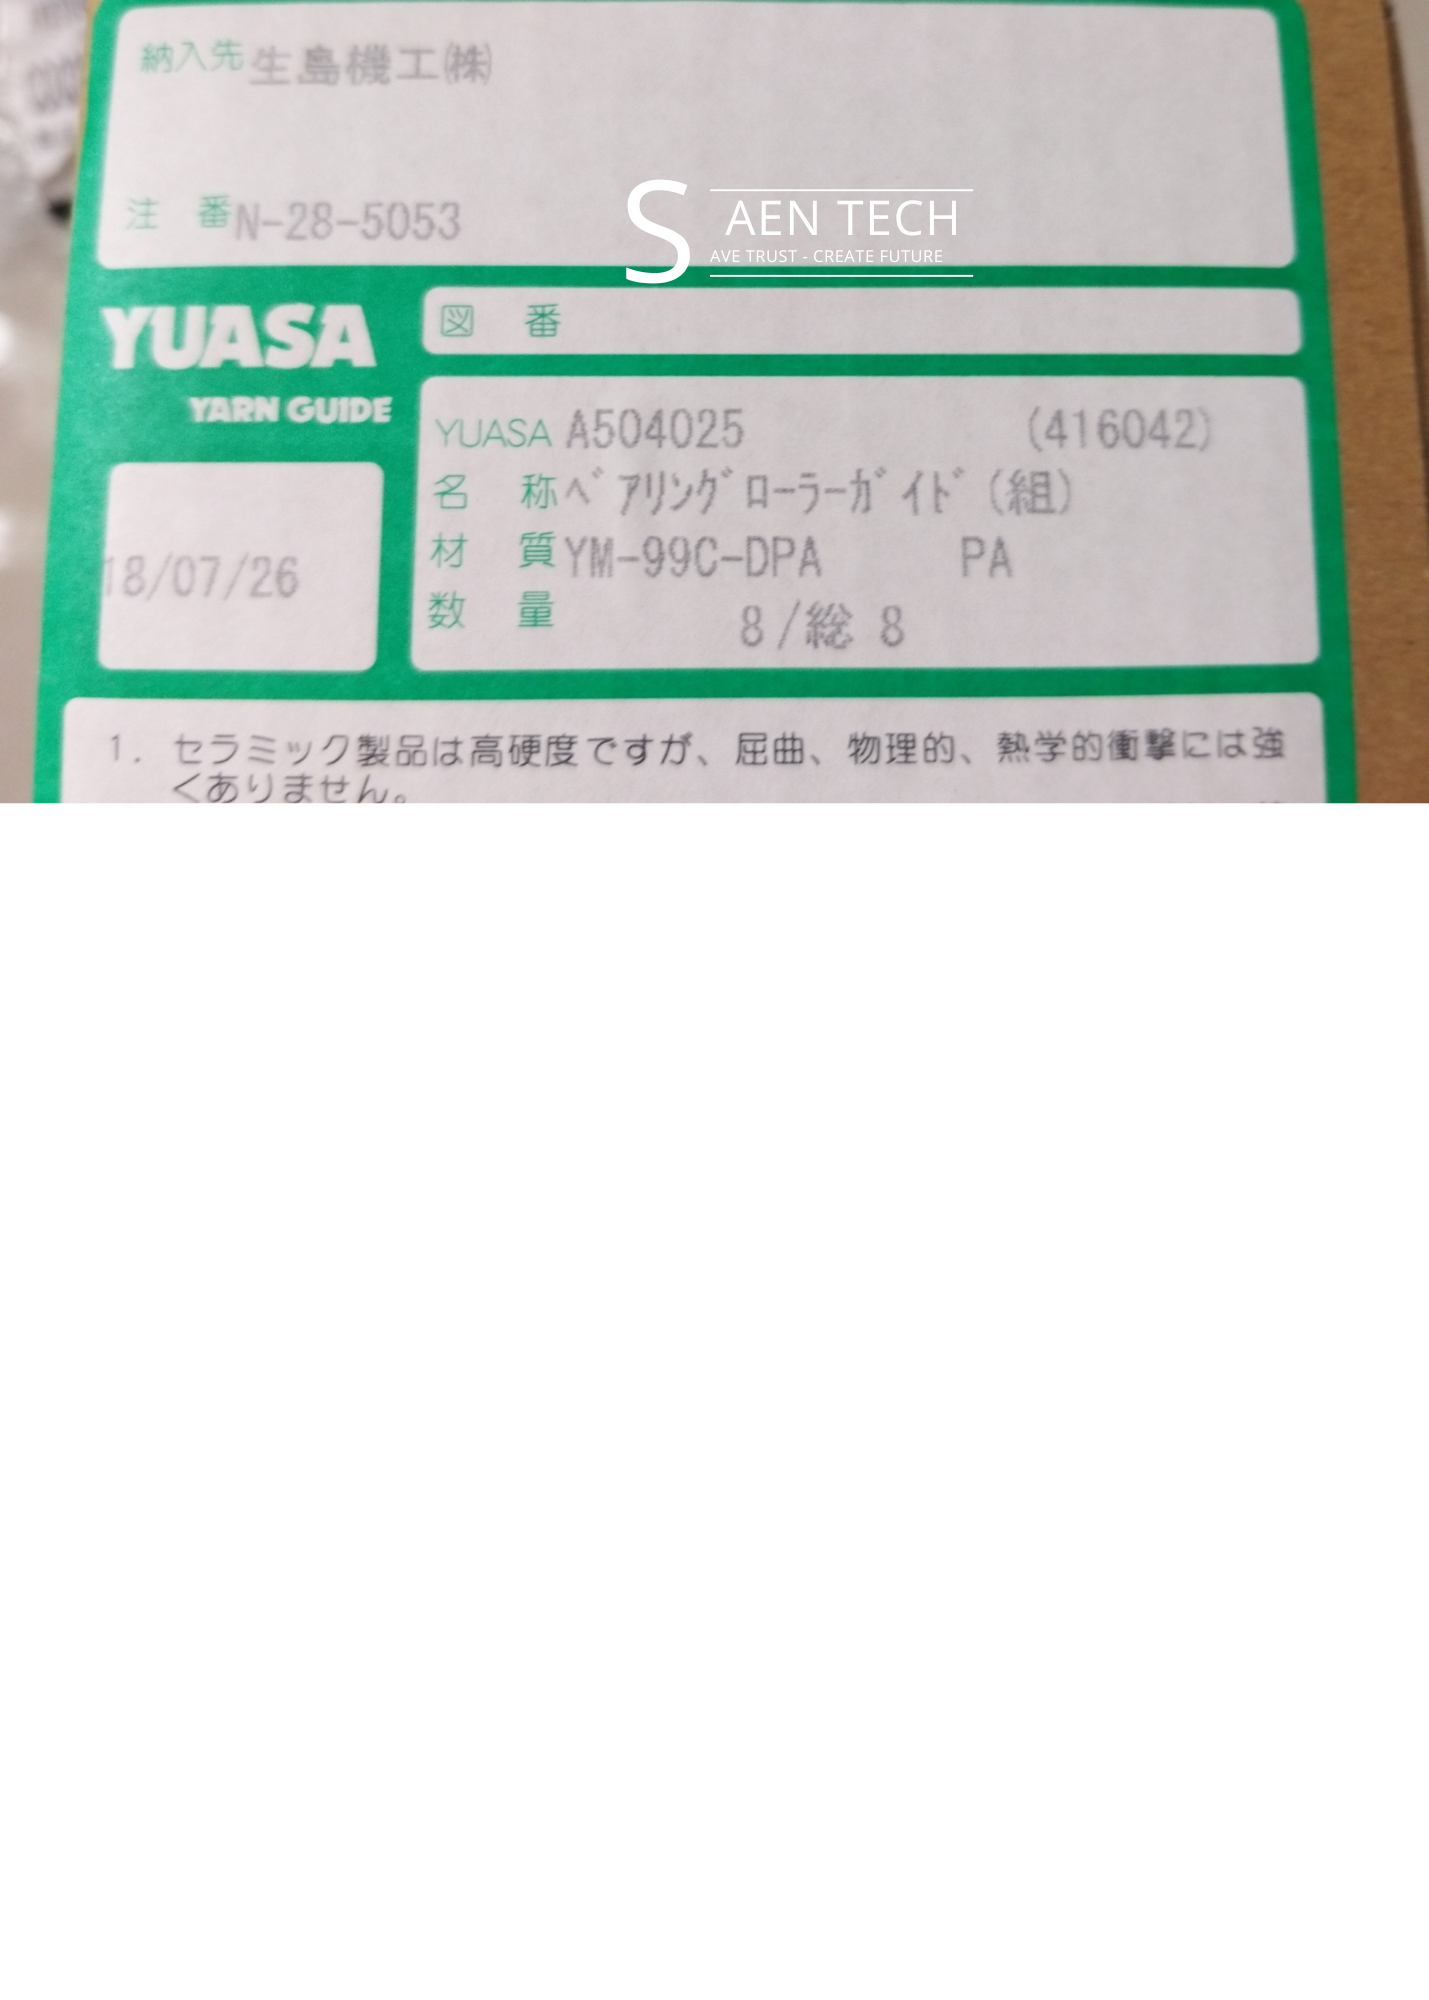 納入先 生島機工㈱
注 番 N-28-5053
S AEN TECH
AVE TRUST - CREATE FUTURE
YUASA
YARN GUIDE
図 番
YUASA A504025 (416042)
名 称 ﾍﾞｱﾘﾝｸﾞﾛｰﾗｰｶﾞｲﾄﾞ(組)
材 質 YM-99C-DPA PA
数 量 8/総 8
18/07/26
1. セラミック製品は高硬度ですが、屈曲、物理的、熱学的衝撃には強
くありません。